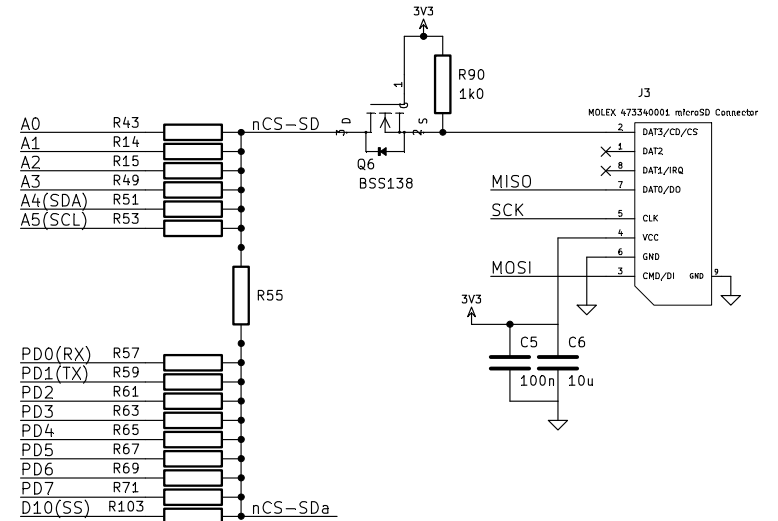 3V3
R90
1k0
1
J3
MOLEX 473340001 microSD Connector
A0 R43 nCS-SD 3 D 2 S 2 DAT3/CD/CS
A1 R14 1 DAT2
Q6
A2 R15 8 DAT1/IRQ
BSS138
A3 R49 MISO 7 DAT0/DO
A4(SDA) R51
A5(SCL) R53 SCK 5 CLK
4 VCC
6 GND
MOSI 3 CMD/DI GND 9
R55
3V3
C5 C6
100n 10u
PD0(RX) R57
PD1(TX) R59
PD2 R61
PD3 R63
PD4 R65
PD5 R67
PD6 R69
PD7 R71
D10(SS) R103 nCS-SDa